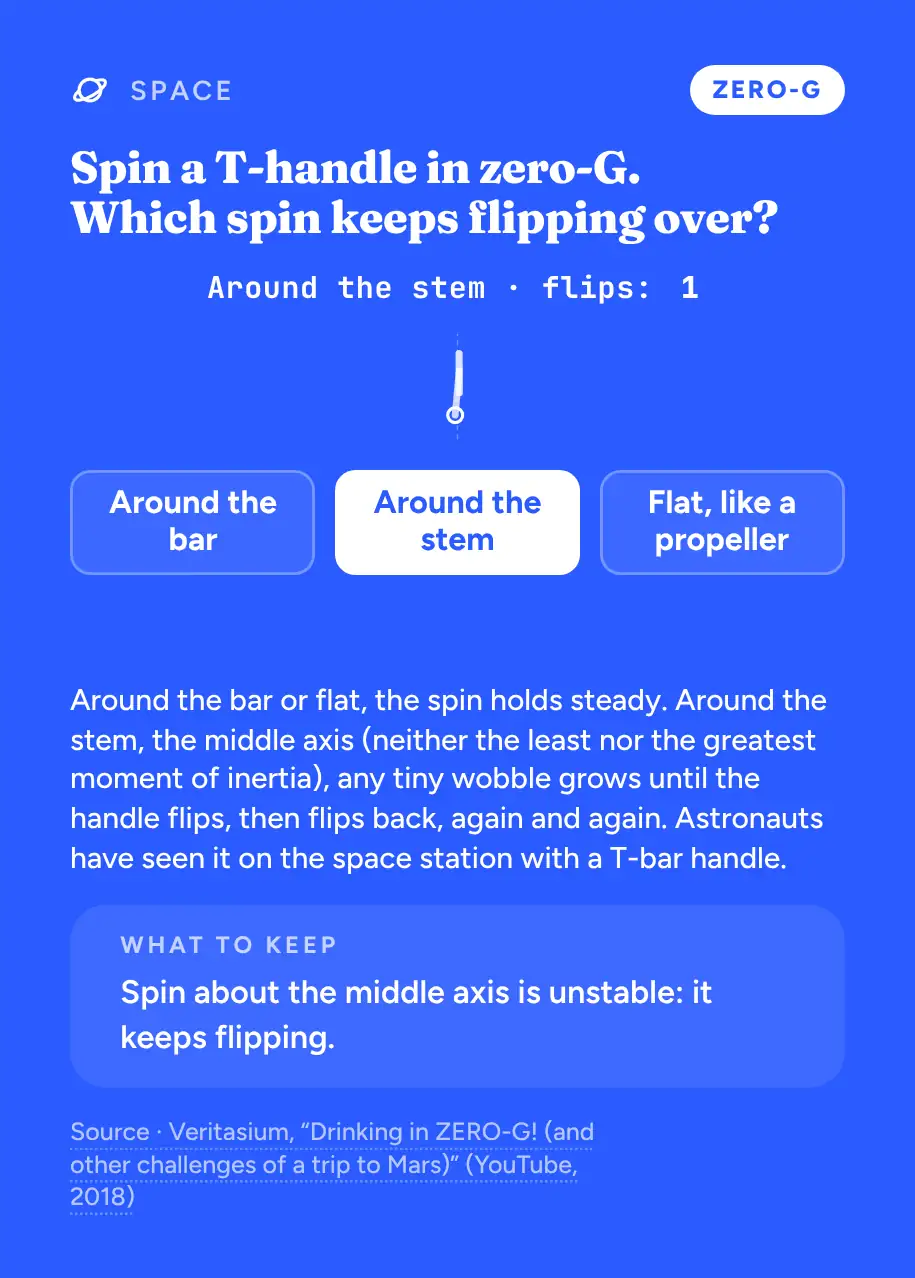 SPACE
ZERO-G
Spin a T-handle in zero-G.
Which spin keeps flipping over?
Around the stem · flips: 1
Around the
bar
Around the
stem
Flat, like a
propeller
Around the bar or flat, the spin holds steady. Around the
stem, the middle axis (neither the least nor the greatest
moment of inertia), any tiny wobble grows until the
handle flips, then flips back, again and again. Astronauts
have seen it on the space station with a T-bar handle.
WHAT TO KEEP
Spin about the middle axis is unstable: it
keeps flipping.
Source · Veritasium, “Drinking in ZERO-G! (and
other challenges of a trip to Mars)” (YouTube,
2018)